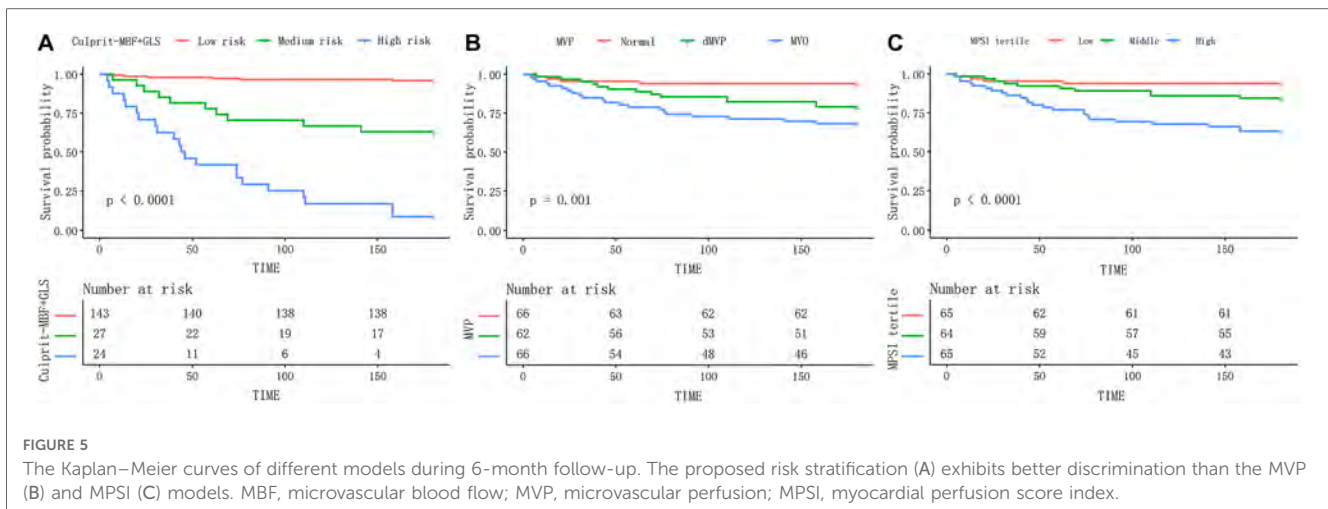 A
Culprit-MBF+GLS Low risk Medium risk High risk
Survival probability
1.00
0.75
0.50
0.25
0.00
p < 0.0001
0 50 100 150
TIME
Number at risk
Culprit-MBF+GLS
143 140 138 138
27 22 19 17
24 11 6 4
0 50 100 150
TIME
B
MVP Normal dMVP MVO
Survival probability
1.00
0.75
0.50
0.25
0.00
p = 0.001
0 50 100 150
TIME
Number at risk
MVP
66 63 62 62
62 56 53 51
66 54 48 46
0 50 100 150
TIME
C
MPSI tertile Low Middle High
Survival probability
1.00
0.75
0.50
0.25
0.00
p < 0.0001
0 50 100 150
TIME
Number at risk
MPSI tertile
65 62 61 61
64 59 57 55
65 52 45 43
0 50 100 150
TIME
FIGURE 5
The Kaplan–Meier curves of different models during 6-month follow-up. The proposed risk stratification (A) exhibits better discrimination than the MVP
(B) and MPSI (C) models. MBF, microvascular blood flow; MVP, microvascular perfusion; MPSI, myocardial perfusion score index.